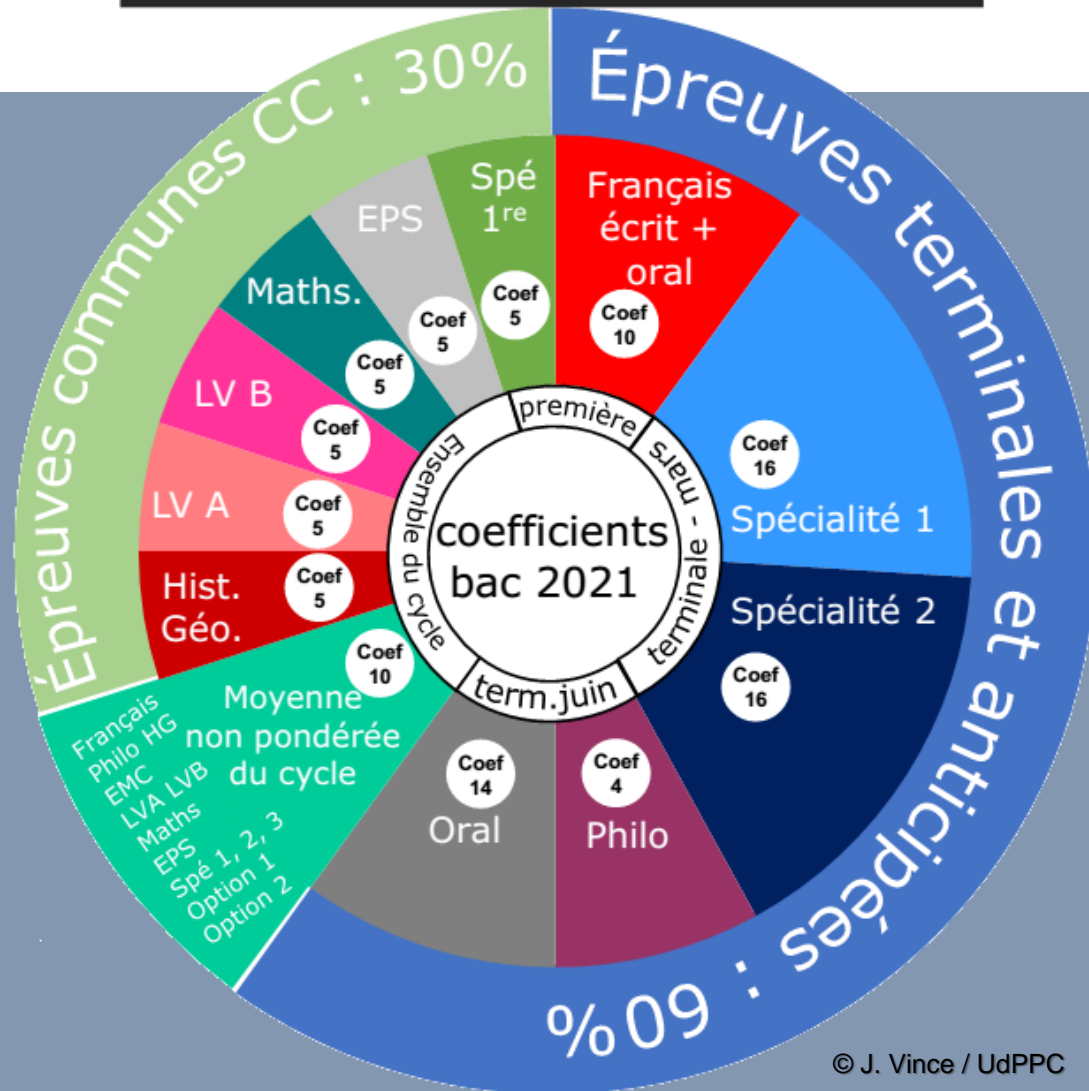 Épreuves communes CC : 30%
Épreuves terminales et anticipées : 60%
Spé
1re
Coef
5
Français
écrit +
oral
Coef
10
Coef
16
Spécialité 1
Spécialité 2
Coef
16
Coef
4
Philo
Coef
14
Oral
Coef
10
Moyenne
non pondérée
du cycle
Français
Philo HG
EMC
LVA LVB
Maths
EPS
Spé 1, 2, 3
Option 1
Option 2
Hist.
Géo.
Coef
5
LV A
Coef
5
LV B
Coef
5
Maths.
Coef
5
EPS
Coef
5
première
terminale - mars
term.juin
Ensemble du cycle
coefficients
bac 2021
© J. Vince / UdPPC